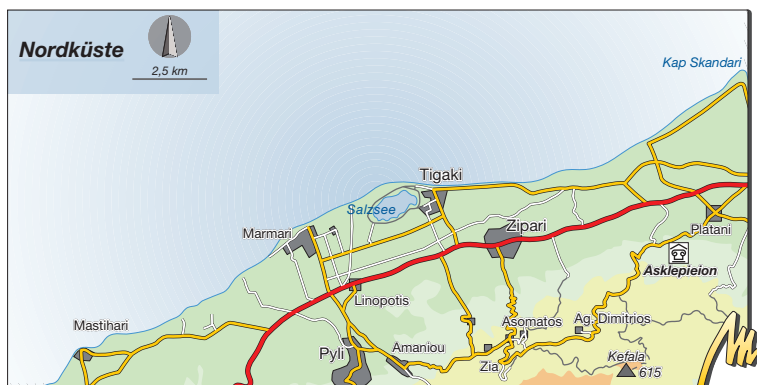 Nordküste
2,5 km
Kap Skandari
Tigaki
Salzsee
Marmari
Zipari
Platani
Asklepieion
Linopotis
Mastihari
Asomatos
Ag. Dimitrios
Pyli
Amaniou
Zia
Kefala
615